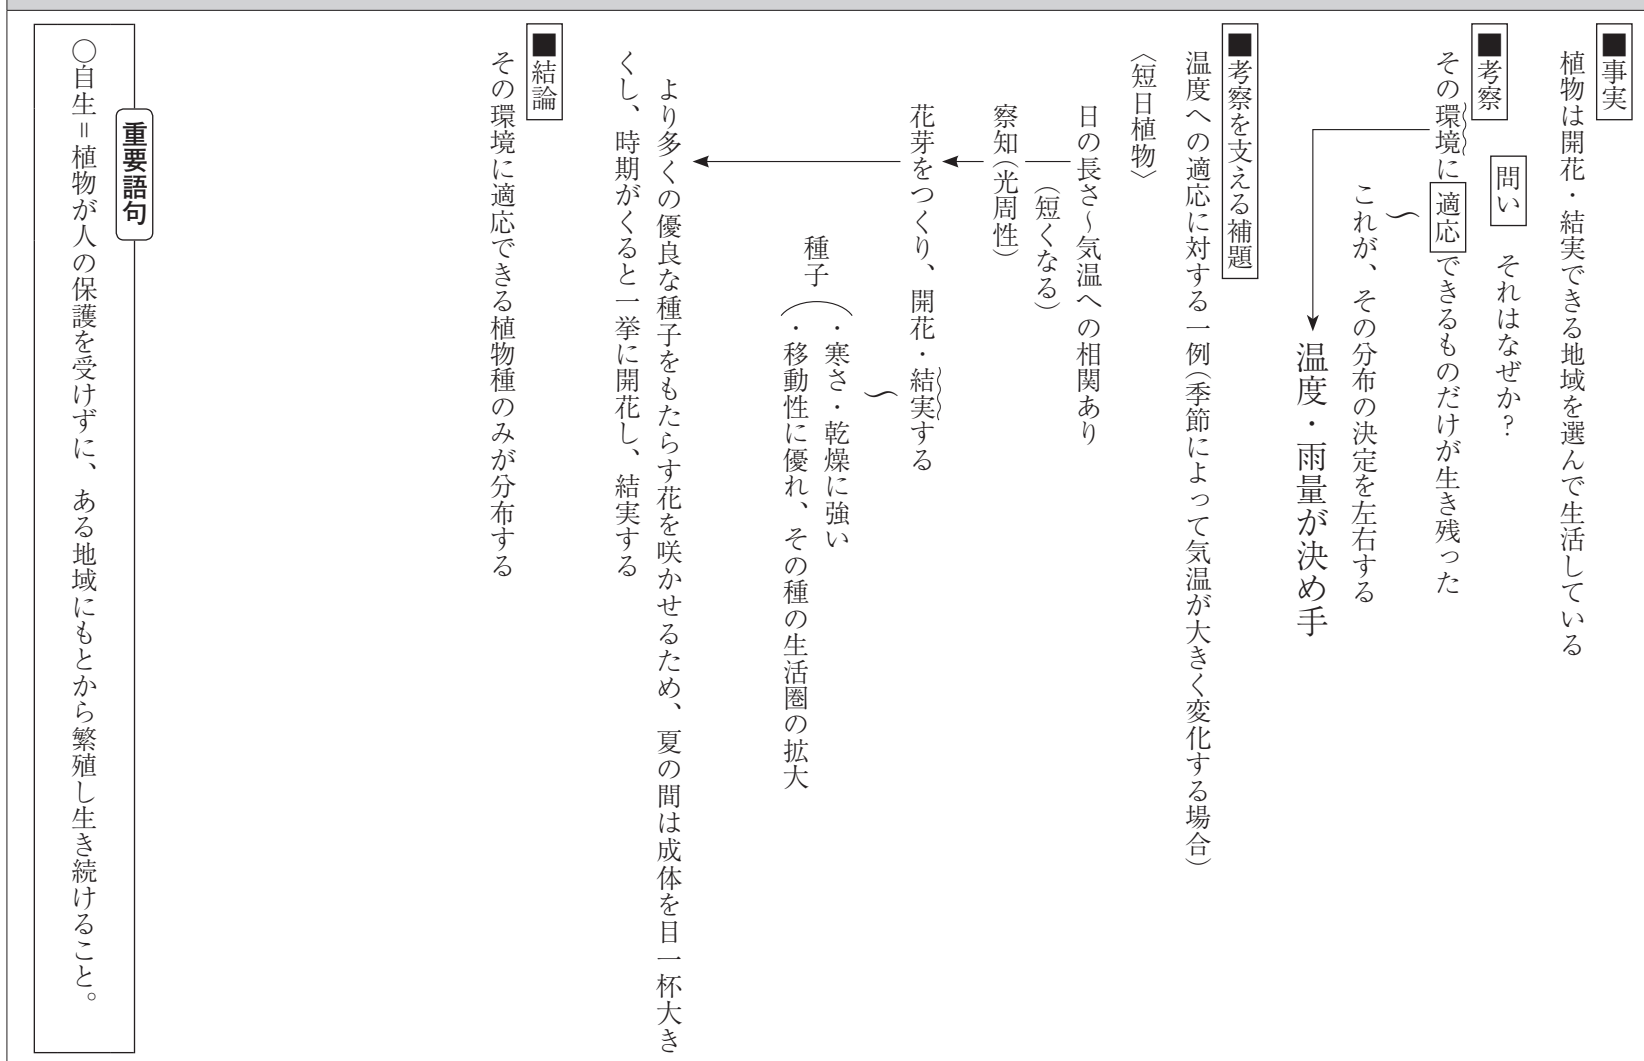 ■事実
植物は開花・結実できる地域を選んで生活している
問い それはなぜか?
■考察
その環境に適応できるものだけが生き残った
これが、その分布の決定を左右する
温度・雨量が決め手
■考察を支える補題
温度への適応に対する一例(季節によって気温が大きく変化する場合)
〈短日植物〉
日の長さ~気温への相関あり
(短くなる)
察知(光周性)
花芽をつくり、開花・結実する
種子
・寒さ・乾燥に強い
・移動性に優れ、その種の生活圏の拡大
より多くの優良な種子をもたらす花を咲かせるため、夏の間は成体を目一杯大き
くし、時期がくると一挙に開花し、結実する
■結論
その環境に適応できる植物種のみが分布する
重要語句
○自生=植物が人の保護を受けずに、ある地域にもとから繁殖し生き続けること。